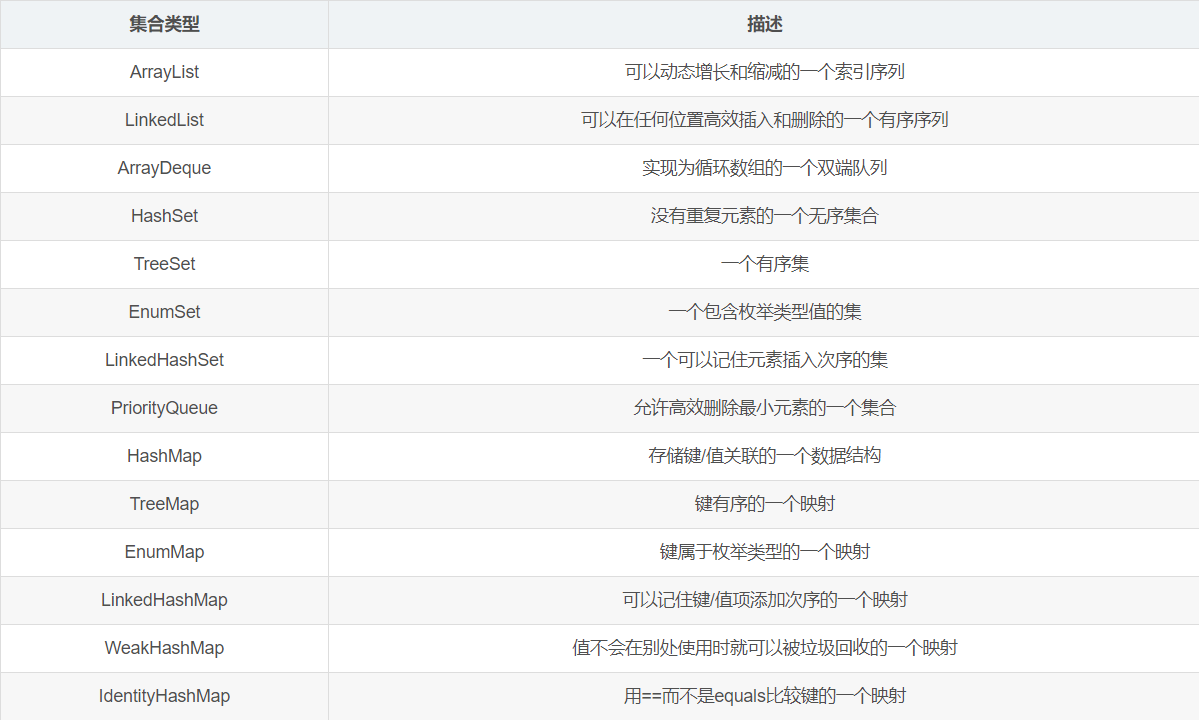 集合类型 描述
ArrayList 可以动态增长和缩减的一个索引序列
LinkedList 可以在任何位置高效插入和删除的一个有序序列
ArrayDeque 实现为循环数组的一个双端队列
HashSet 没有重复元素的一个无序集合
TreeSet 一个有序集
EnumSet 一个包含枚举类型值的集
LinkedHashSet 一个可以记住元素插入次序的集
PriorityQueue 允许高效删除最小元素的一个集合
HashMap 存储键/值关联的一个数据结构
TreeMap 键有序的一个映射
EnumMap 键属于枚举类型的一个映射
LinkedHashMap 可以记住键/值项添加次序的一个映射
WeakHashMap 值不会在别处使用时就可以被垃圾回收的一个映射
IdentityHashMap 用==而不是equals比较键的一个映射